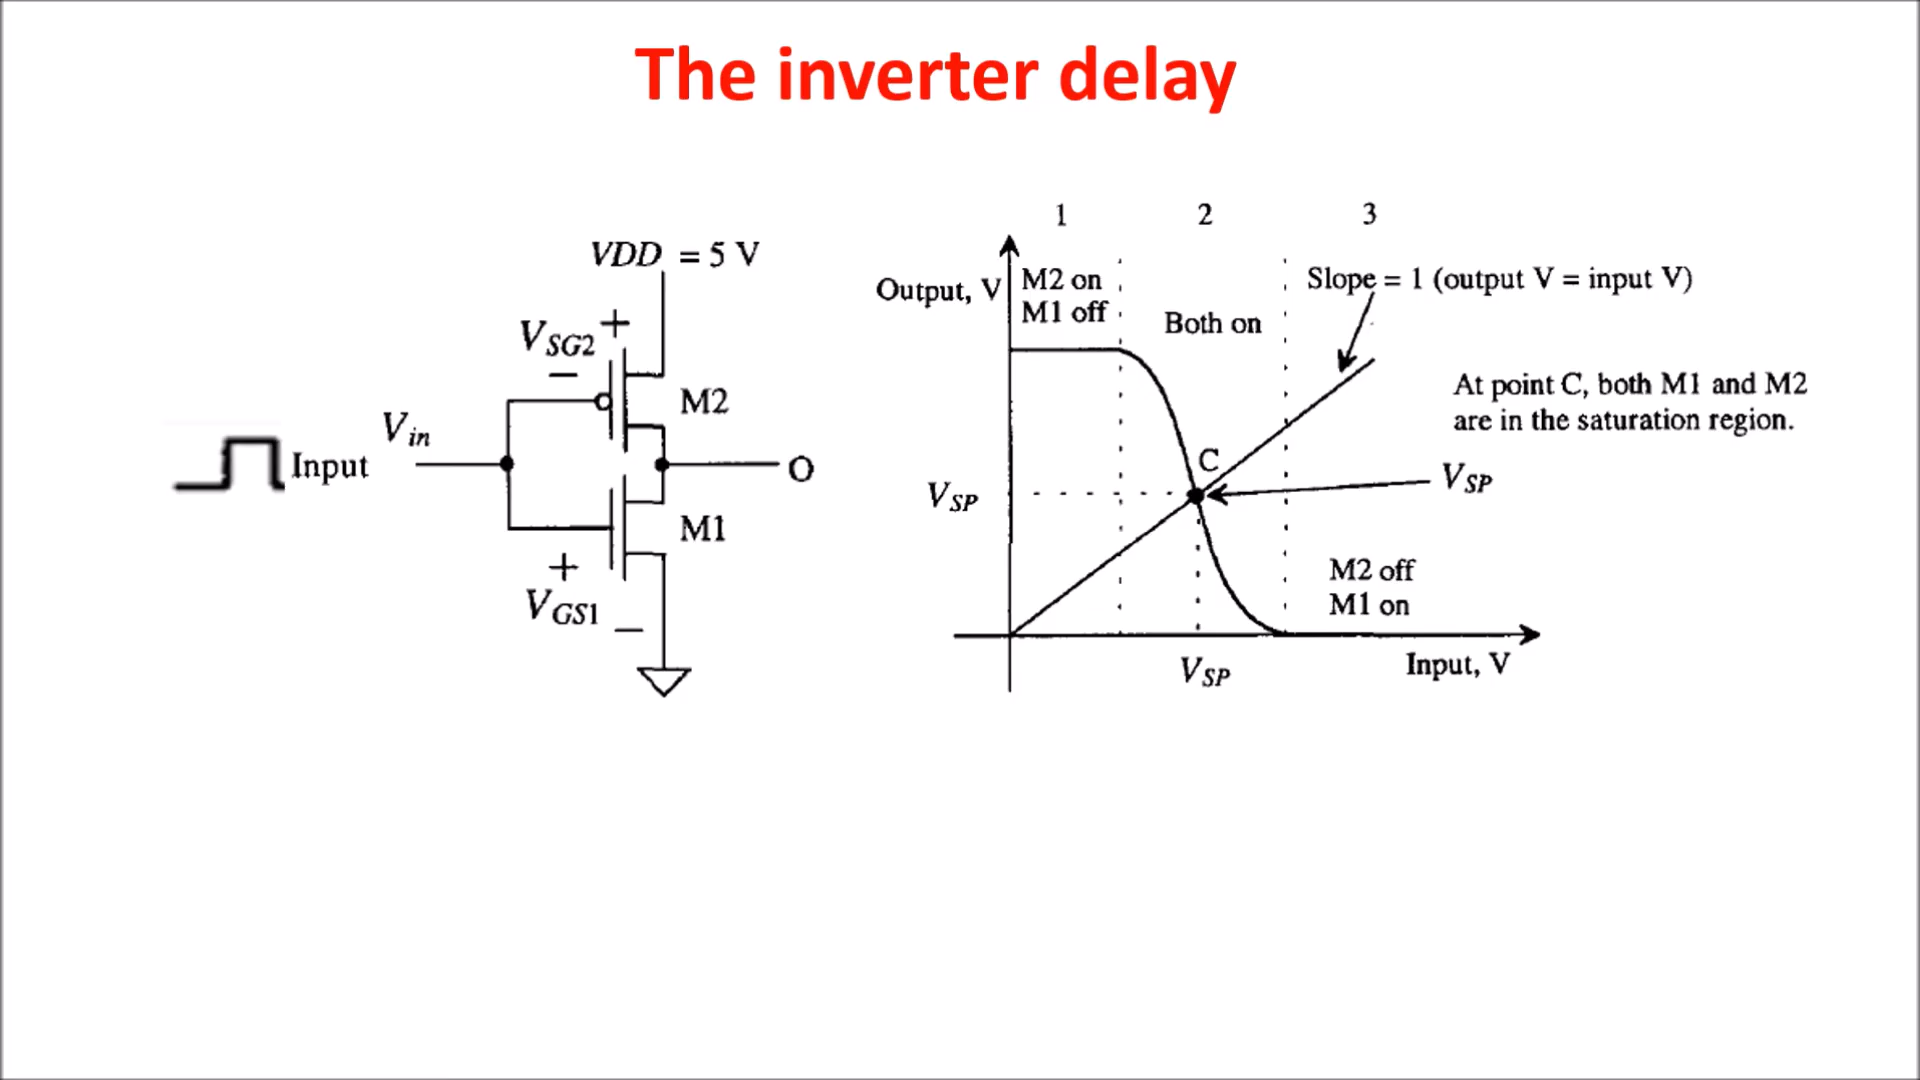 The inverter delay
VDD = 5 V
VSG2 +
−
M2
Vin
Input
O
M1
+
VGS1
−
1 2 3
Output, V
M2 on
M1 off
Both on
Slope = 1 (output V = input V)
At point C, both M1 and M2
are in the saturation region.
C
VSP
VSP
M2 off
M1 on
VSP
Input, V